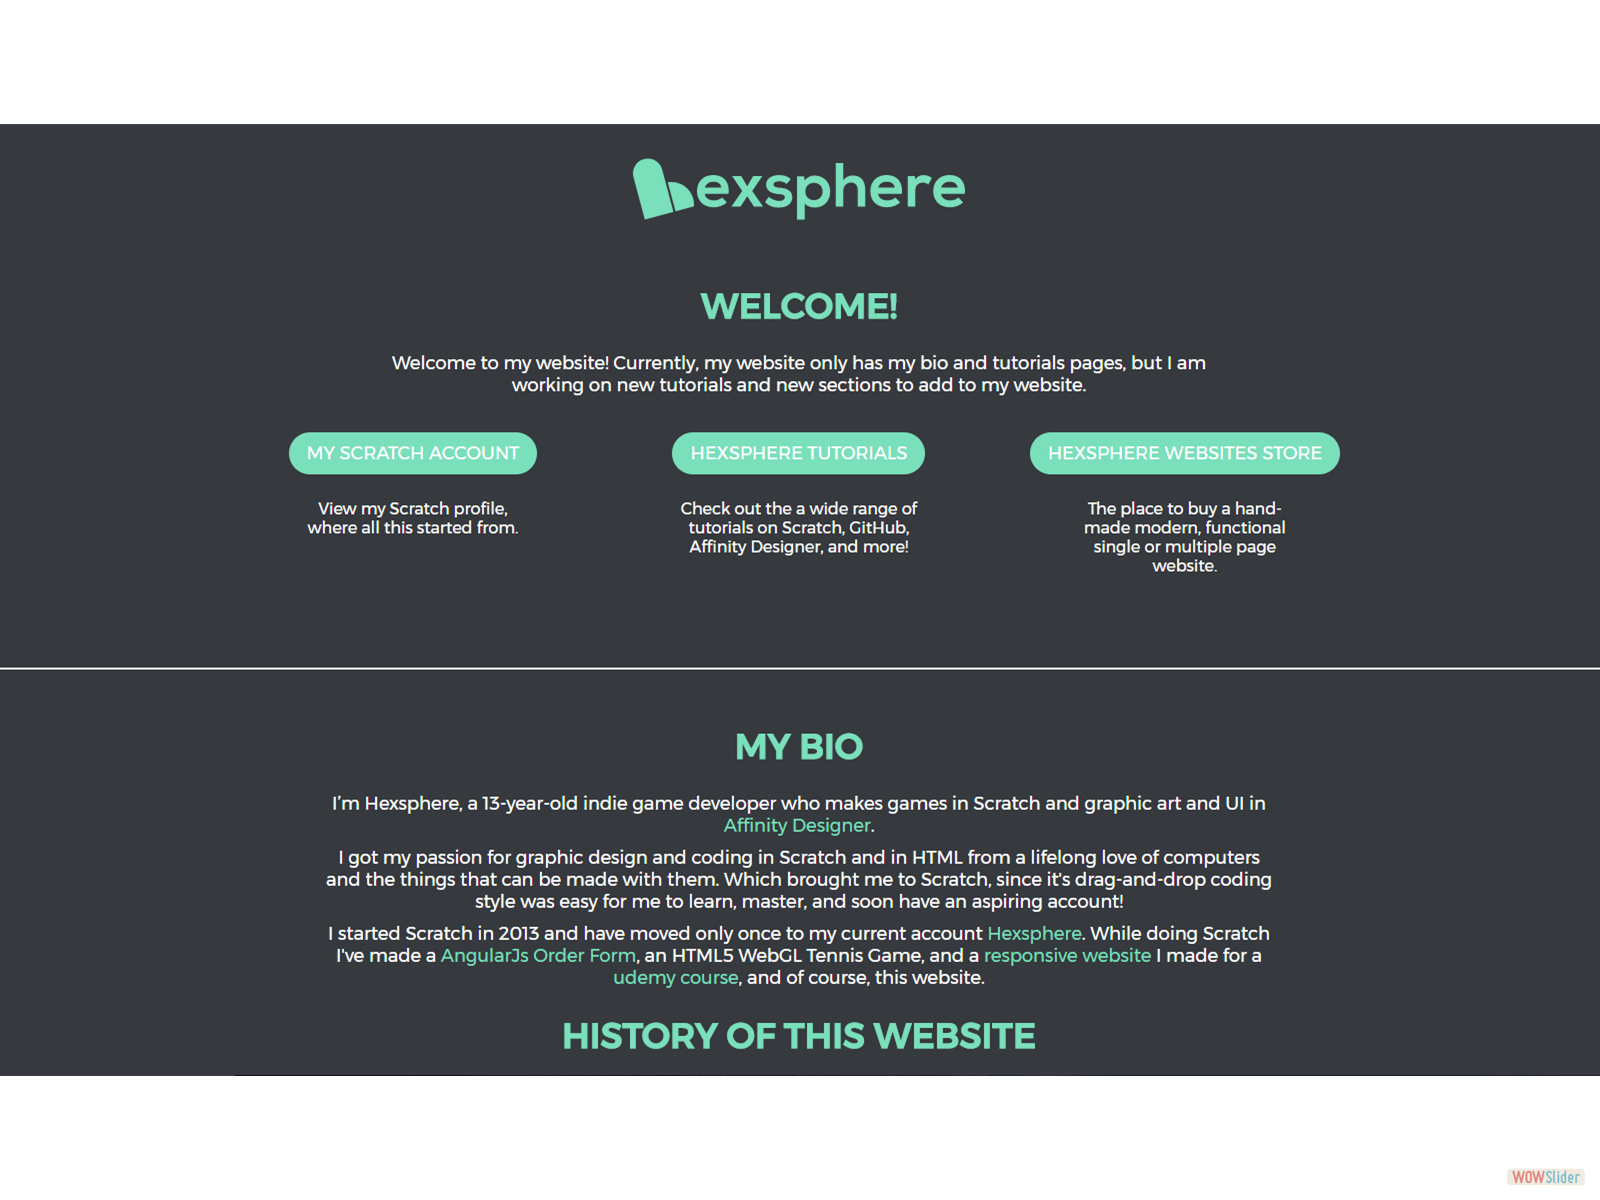 hexsphere
WELCOME!
Welcome to my website! Currently, my website only has my bio and tutorials pages, but I am
working on new tutorials and new sections to add to my website.
MY SCRATCH ACCOUNT
HEXSPHERE TUTORIALS
HEXSPHERE WEBSITES STORE
View my Scratch profile,
where all this started from.
Check out the a wide range of
tutorials on Scratch, GitHub,
Affinity Designer, and more!
The place to buy a hand-
made modern, functional
single or multiple page
website.
MY BIO
I’m Hexsphere, a 13-year-old indie game developer who makes games in Scratch and graphic art and UI in
Affinity Designer.
I got my passion for graphic design and coding in Scratch and in HTML from a lifelong love of computers
and the things that can be made with them. Which brought me to Scratch, since it's drag-and-drop coding
style was easy for me to learn, master, and soon have an aspiring account!
I started Scratch in 2013 and have moved only once to my current account Hexsphere. While doing Scratch
I've made a AngularJs Order Form, an HTML5 WebGL Tennis Game, and a responsive website I made for a
udemy course, and of course, this website.
HISTORY OF THIS WEBSITE
WOWSlider